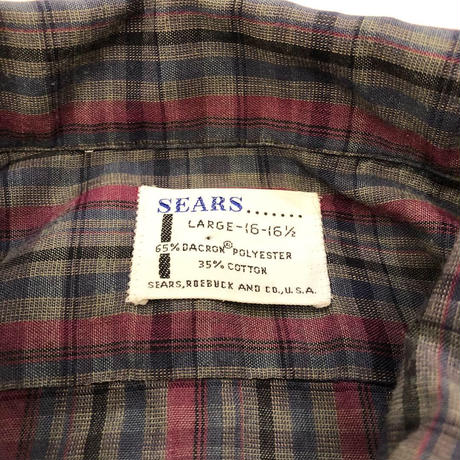 SEARS.......
LARGE-16-16½
65% DACRON® POLYESTER
35% COTTON
SEARS, ROEBUCK AND CO., U.S.A.